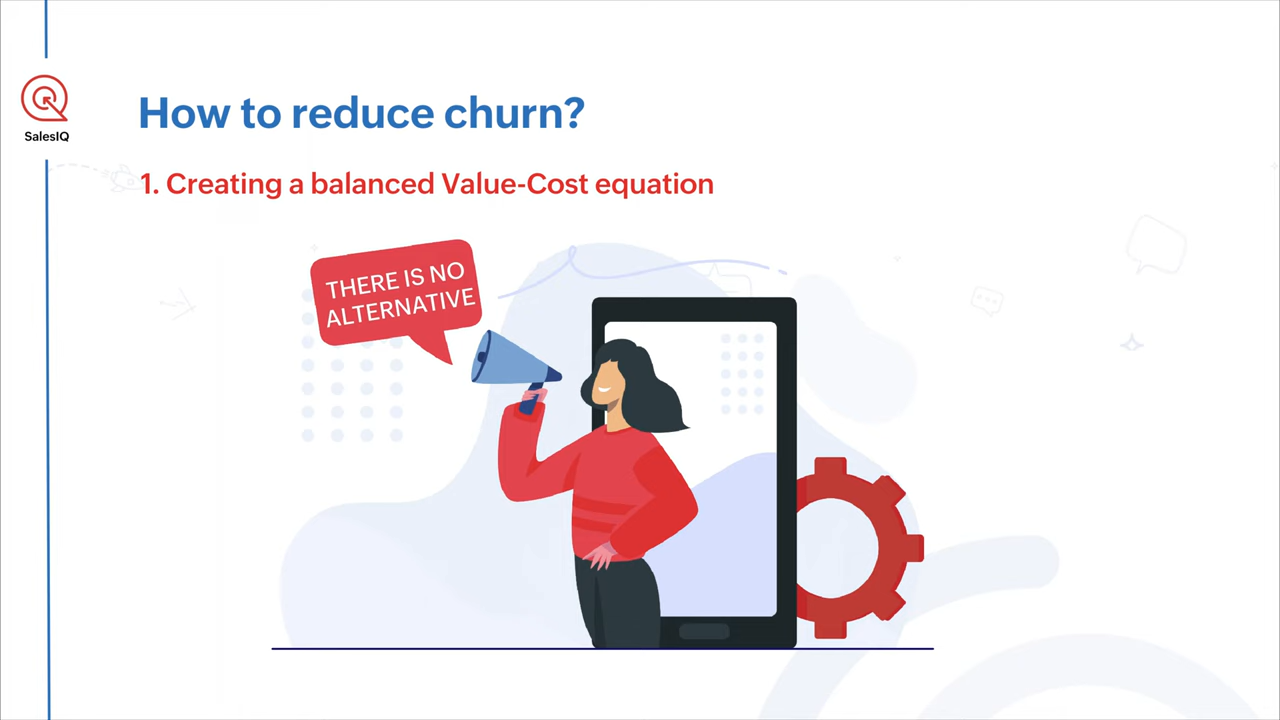 How to reduce churn?
SalesIQ
1. Creating a balanced Value-Cost equation
THERE IS NO
ALTERNATIVE